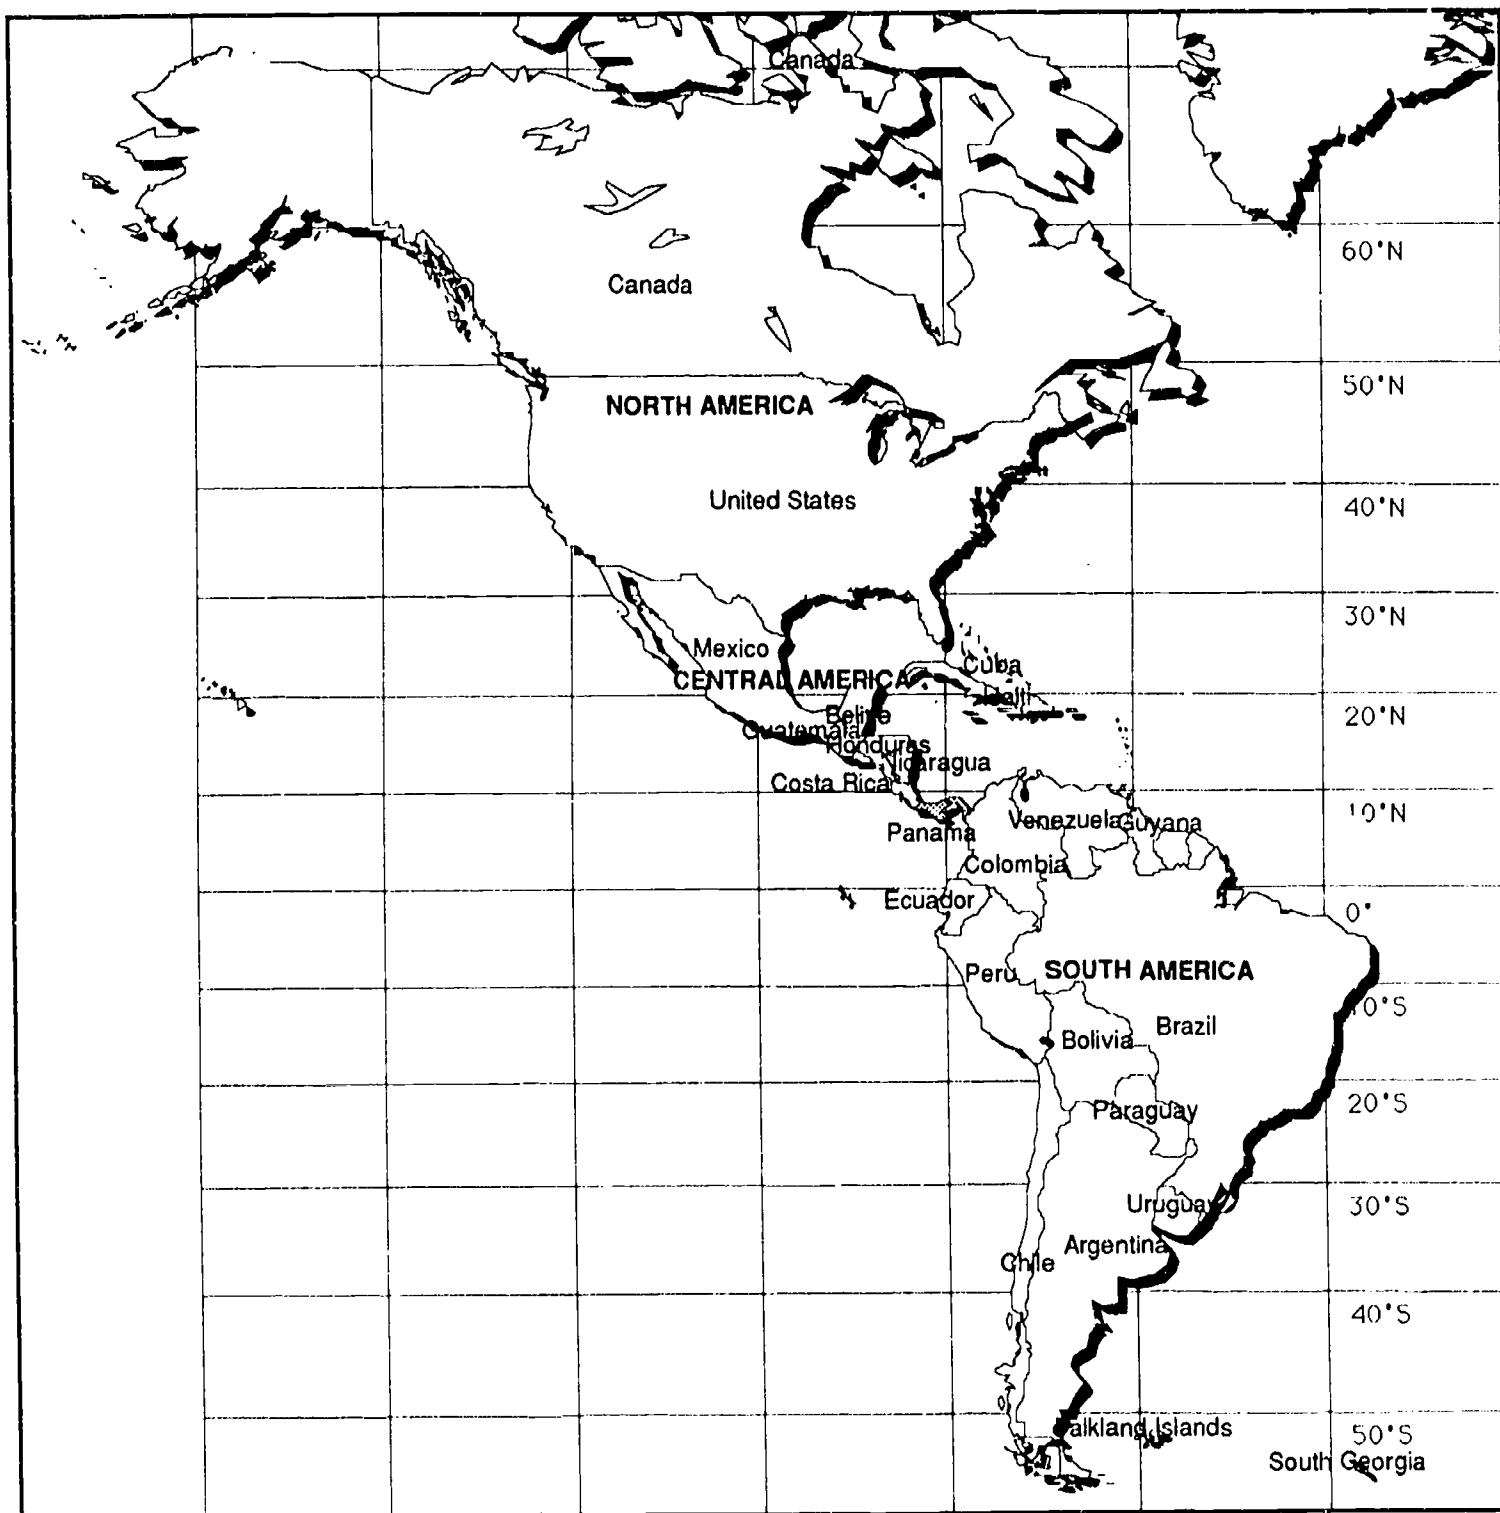 Canada
60°N
Canada
50°N
NORTH AMERICA
United States
40°N
30°N
Mexico
Cuba
CENTRAL AMERICA
Haiti
Belize
20°N
Guatemala
Honduras
Nicaragua
Costa Rica
10°N
Venezuela
Guyana
Panama
Colombia
Ecuador
0°
Peru
SOUTH AMERICA
10°S
Brazil
Bolivia
20°S
Paraguay
Uruguay
30°S
Argentina
Chile
40°S
Falkland Islands
50°S
South Georgia